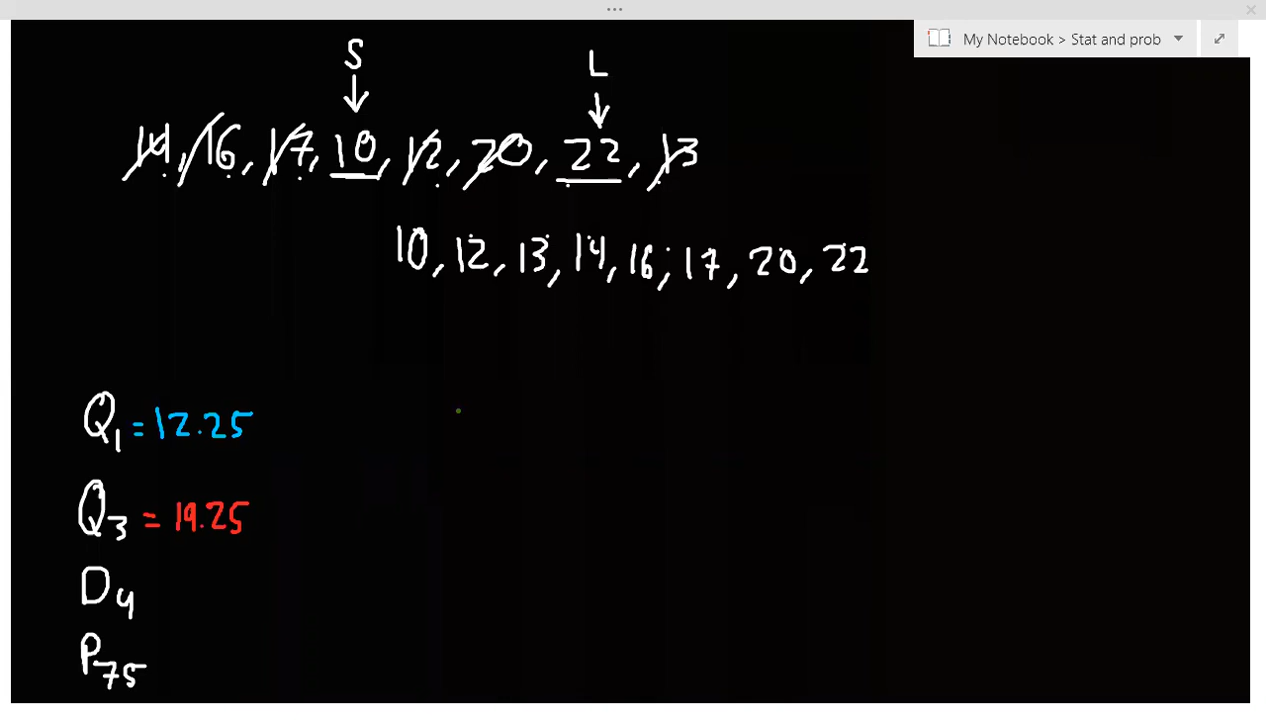 My Notebook > Stat and prob
S
L
14, 16, 17, 10, 12, 20, 22, 13
10, 12, 13, 14, 16, 17, 20, 22
Q1 = 12.25
Q3 = 19.25
D4
P75